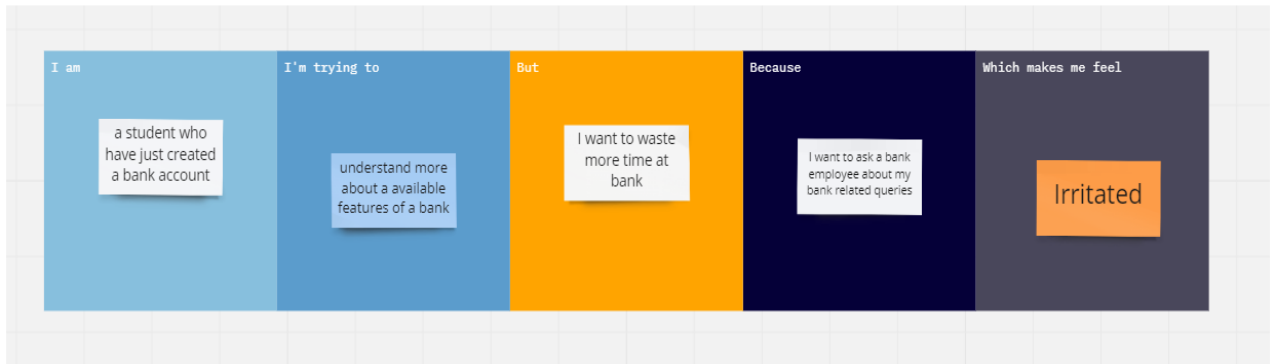 I am
a student who
have just created
a bank account
I'm trying to
understand more
about a available
features of a bank
But
I want to waste
more time at
bank
Because
I want to ask a bank
employee about my
bank related queries
Which makes me feel
Irritated